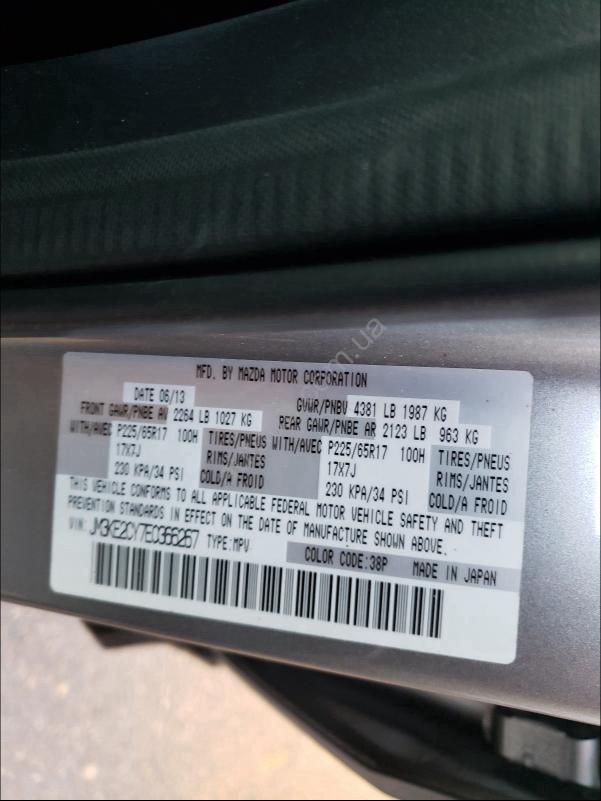 MFD. BY MAZDA MOTOR CORPORATION
DATE 06/13 GVWR/PNBV 4381 LB 1987 KG
FRONT GAWR/PNBE AV 2264 LB 1027 KG REAR GAWR/PNBE AR 2123 LB 963 KG
WITH/AVEC P225/65R17 100H TIRES/PNEUS WITH/AVEC P225/65R17 100H TIRES/PNEUS
17X7J RIMS/JANTES 17X7J RIMS/JANTES
230 KPA/34 PSI COLD/A FROID 230 KPA/34 PSI COLD/A FROID
THIS VEHICLE CONFORMS TO ALL APPLICABLE FEDERAL MOTOR VEHICLE SAFETY AND THEFT
PREVENTION STANDARDS IN EFFECT ON THE DATE OF MANUFACTURE SHOWN ABOVE.
VIN: JM3KE2CY7E0366267 TYPE:MPV
COLOR CODE:38P MADE IN JAPAN